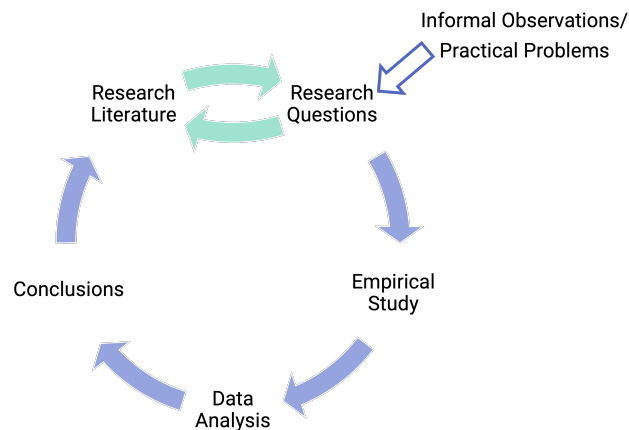 Informal Observations/
Practical Problems
Research
Literature
Research
Questions
Empirical
Study
Data
Analysis
Conclusions